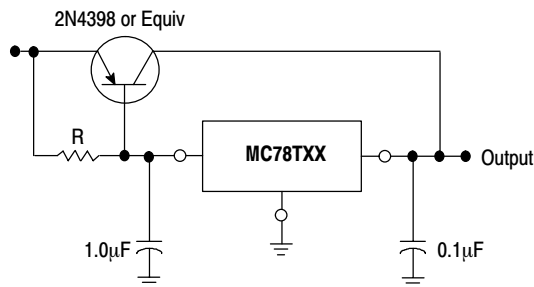 2N4398 or Equiv
R
MC78TXX
Output
1.0μF
0.1μF